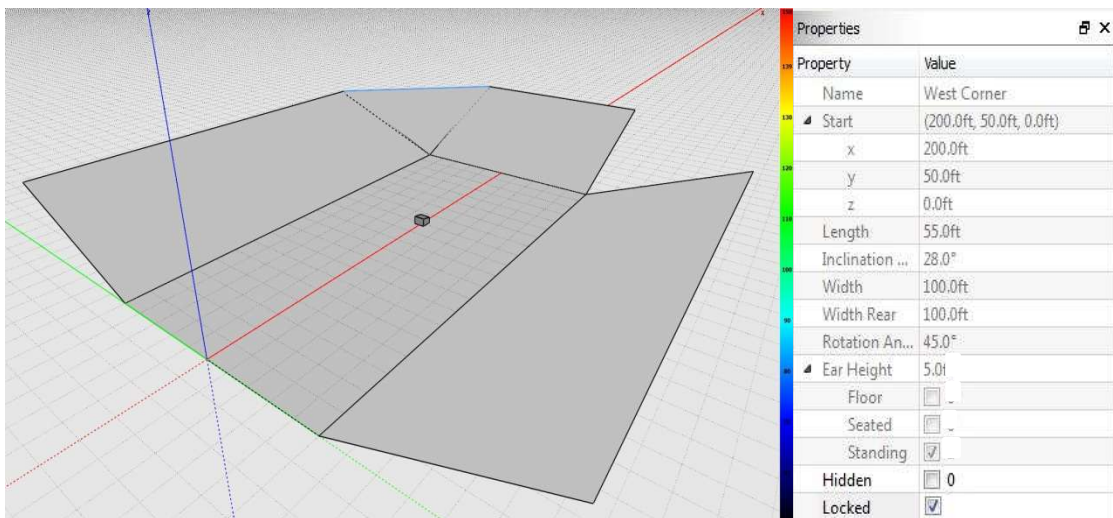 Properties
Property Value
Name West Corner
Start (200.0ft, 50.0ft, 0.0ft)
x 200.0ft
y 50.0ft
z 0.0ft
Length 55.0ft
Inclination ... 28.0°
Width 100.0ft
Width Rear 100.0ft
Rotation An... 45.0°
Ear Height 5.0f
Floor
Seated
Standing
Hidden 0
Locked